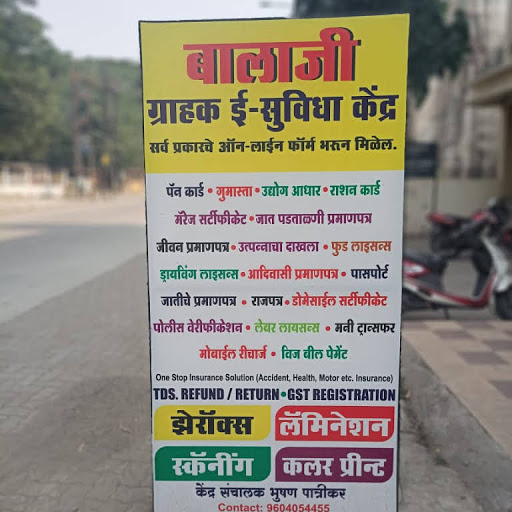 बालाजी
ग्राहक ई-सुविधा केंद्र
सर्व प्रकारचे ऑन-लाईन फॉर्म भरून मिळेल.
पॅन कार्ड • गुमास्ता • उद्योग आधार • राशन कार्ड
मॅरेज सर्टीफीकेट • जात पडताळणी प्रमाणपत्र
जीवन प्रमाणपत्र • उत्पन्नाचा दाखला • फुड लाइसन्स
ड्रायविंग लाइसन्स • आदिवासी प्रमाणपत्र • पासपोर्ट
जातीचे प्रमाणपत्र • राजपत्र • डोमेसाईल सर्टीफीकेट
पोलीस वेरीफीकेशन • लेबर लायसन्स • मनी ट्रान्सफर
मोबाईल रीचार्ज • विज बील पेमेंट
One Stop Insurance Solution (Accident, Health, Motor etc. Insurance)
TDS. REFUND / RETURN • GST REGISTRATION
झेरॉक्स लॅमिनेशन
स्कॅनींग कलर प्रीन्ट
केंद्र संचालक भुषण पात्रीकर
Contact: 9604054455